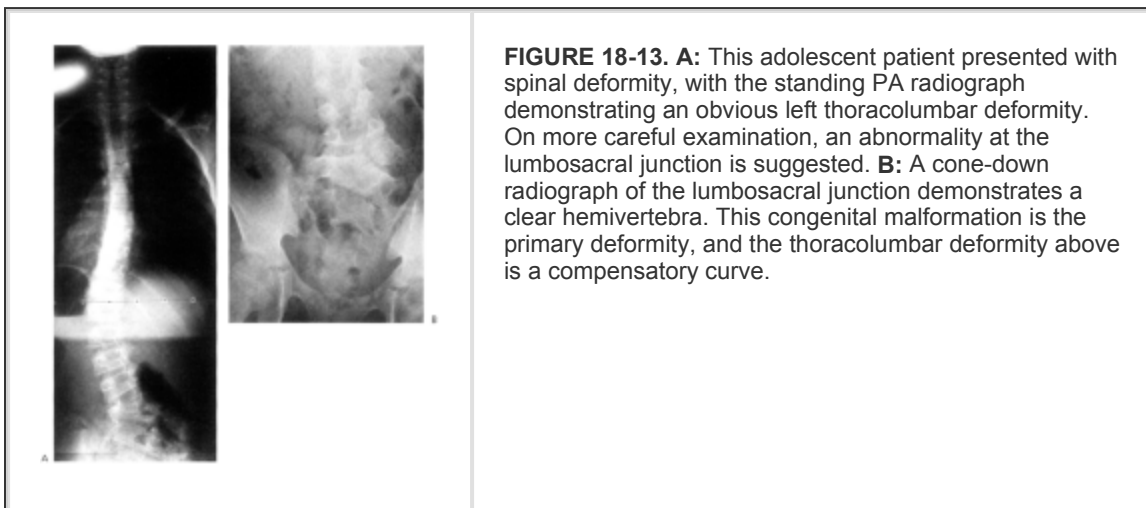 FIGURE 18-13. A: This adolescent patient presented with
spinal deformity, with the standing PA radiograph
demonstrating an obvious left thoracolumbar deformity.
On more careful examination, an abnormality at the
lumbosacral junction is suggested. B: A cone-down
radiograph of the lumbosacral junction demonstrates a
clear hemivertebra. This congenital malformation is the
primary deformity, and the thoracolumbar deformity above
is a compensatory curve.
B
A